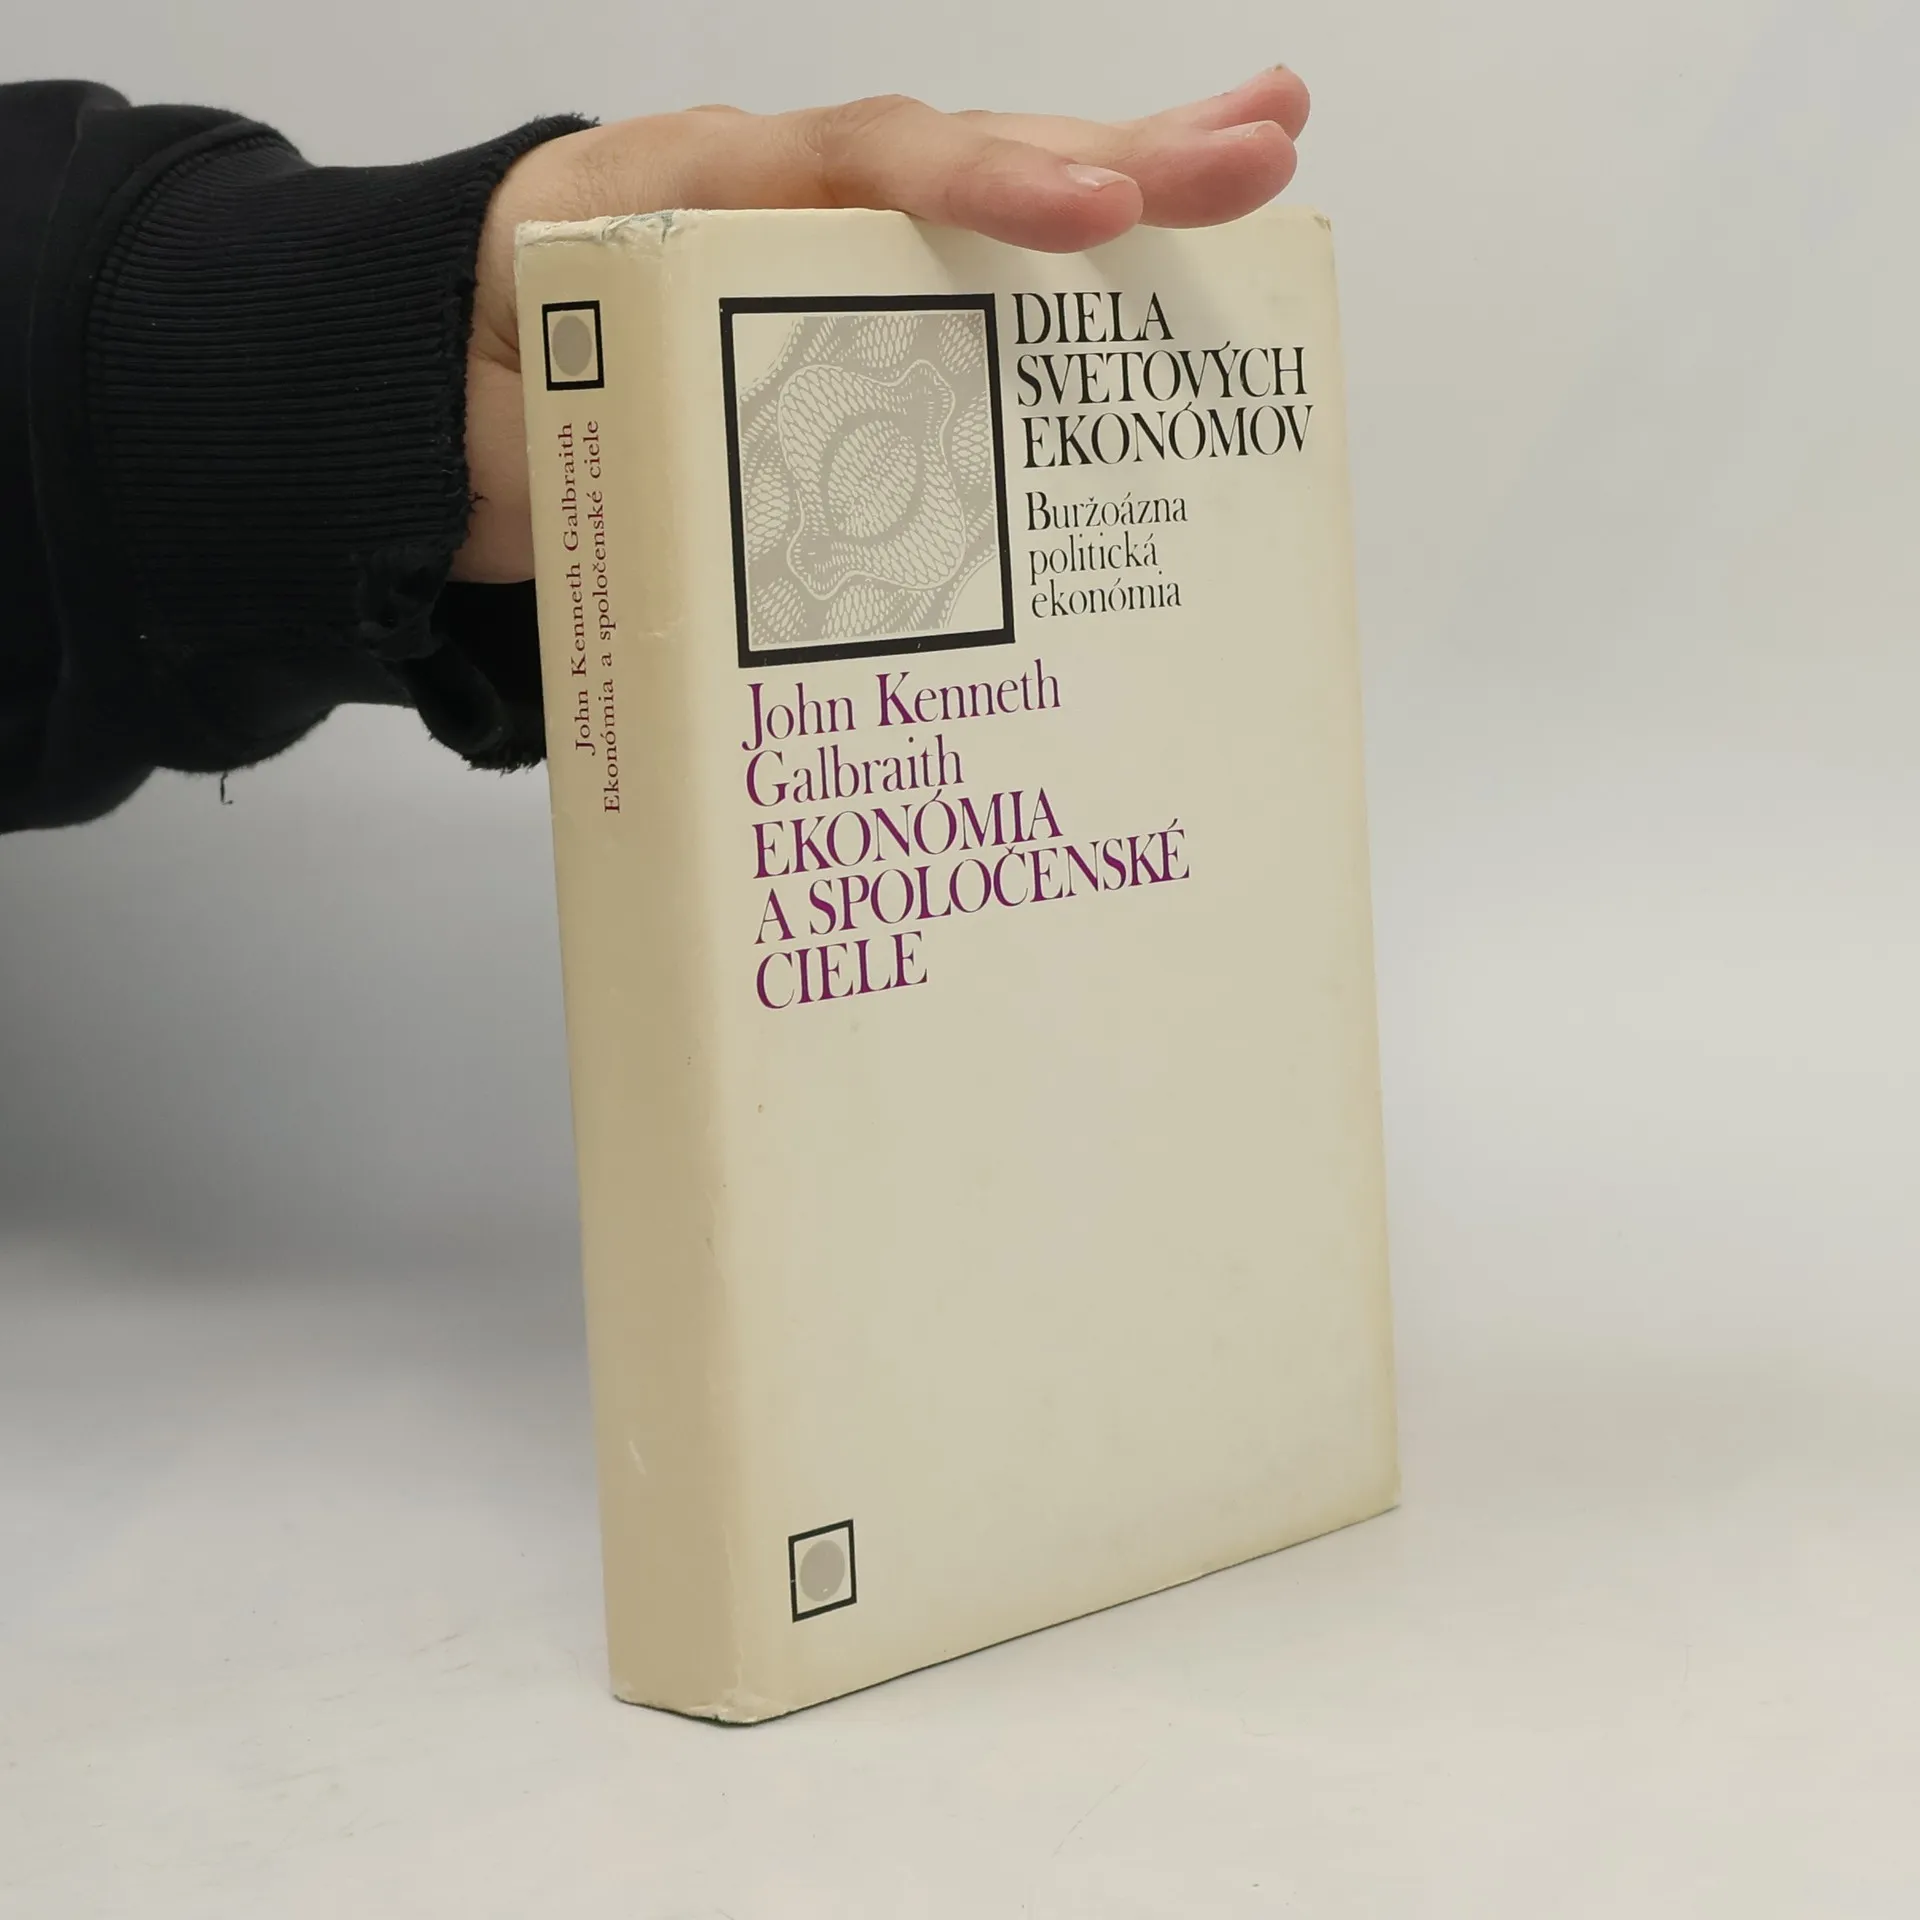 John Kenneth Galbraith
Ekonómia a spoločenské ciele
DIELA
SVETOVÝCH
EKONÓMOV
Buržoázna
politická
ekonómia
John Kenneth
Galbraith
EKONÓMIA
A SPOLOČENSKÉ
CIELE